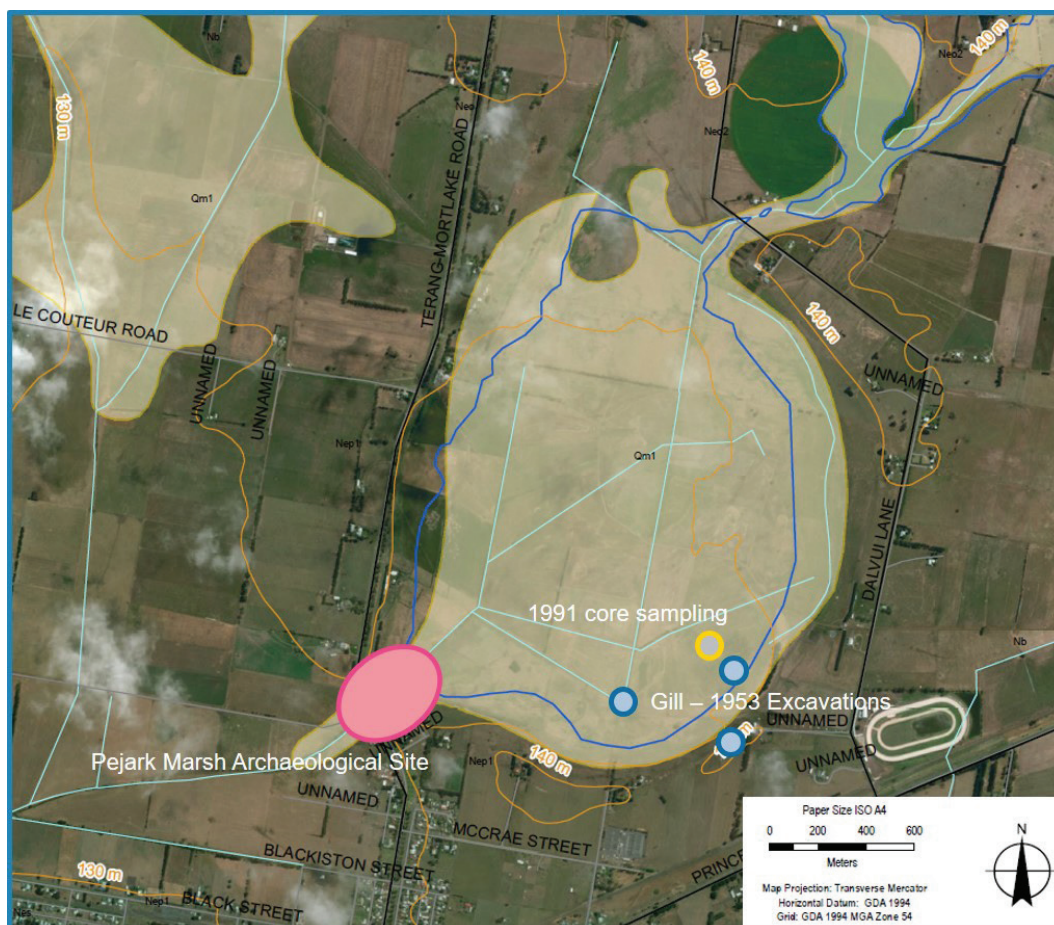 Nb
140 m
140 m
Neo2
130 m
Neo
Neo2
TERANG-MORTLAKE ROAD
Qm1
LE COUTEUR ROAD
140 m
UNNAMED
UNNAMED
UNNAMED
Nep1
Qm1
DALVUI LANE
1991 core sampling
Nb
Gill – 1953 Excavations
UNNAMED
UNNAMED
UNNAMED
Pejark Marsh Archaeological Site
140 m
Nep1
UNNAMED
MCCRAE STREET
BLACKISTON STREET
PRINCE
130 m
Nep1
BLACK STREET
Nes
Paper Size ISO A4
0 200 400 600
Meters
Map Projection: Transverse Mercator
Horizontal Datum: GDA 1994
Grid: GDA 1994 MGA Zone 54
N